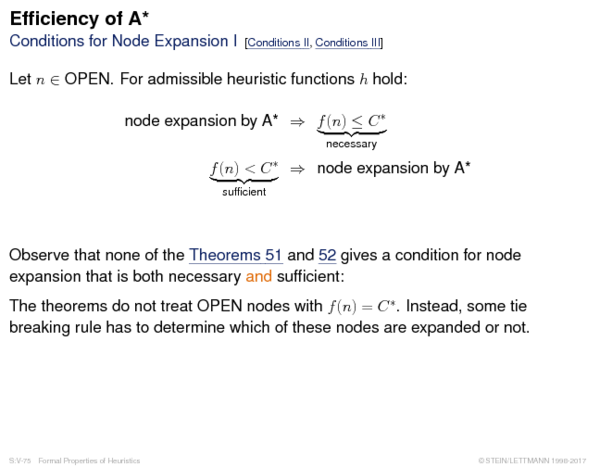 Efficiency of A*
Conditions for Node Expansion I [Conditions II, Conditions III]
Let n ∈ OPEN. For admissible heuristic functions h hold:
node expansion by A* ⇒ f(n) ≤ C*
necessary
f(n) < C* ⇒ node expansion by A*
sufficient
Observe that none of the Theorems 51 and 52 gives a condition for node
expansion that is both necessary and sufficient:
The theorems do not treat OPEN nodes with f(n) = C*. Instead, some tie
breaking rule has to determine which of these nodes are expanded or not.
S:V-75 Formal Properties of Heuristics
© STEIN/LETTMANN 1998-2017